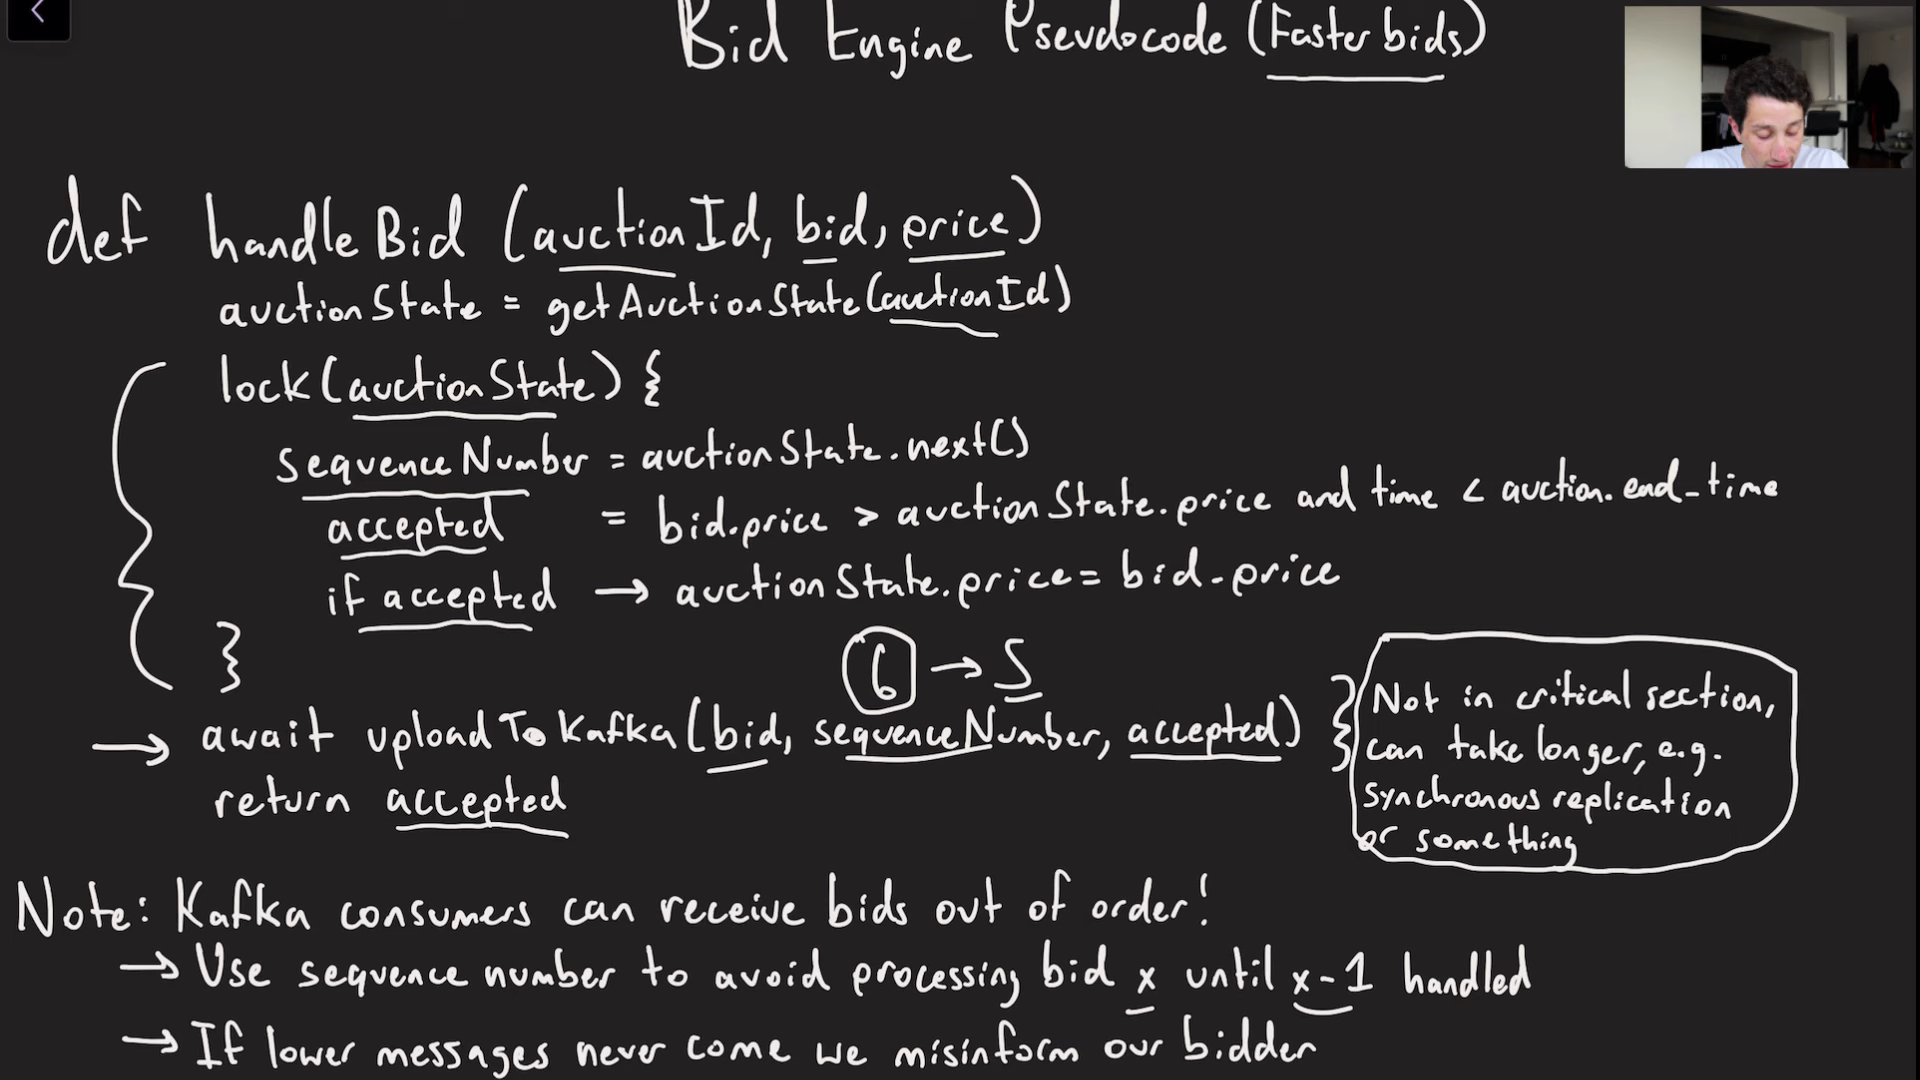 Bid Engine Pseudocode (Faster bids)
def handleBid (auctionId, bid, price)
auctionState = getAuctionState(auctionId)
lock(auctionState) {
sequenceNumber = auctionState.next()
accepted = bid.price > auctionState.price and time < auction.end_time
if accepted → auctionState.price = bid.price
}
6 → 5
→ await uploadToKafka(bid, sequenceNumber, accepted) }
return accepted
Not in critical section,
can take longer, e.g.
synchronous replication
or something
Note: Kafka consumers can receive bids out of order!
→ Use sequence number to avoid processing bid x until x-1 handled
→ If lower messages never come we misinform our bidder